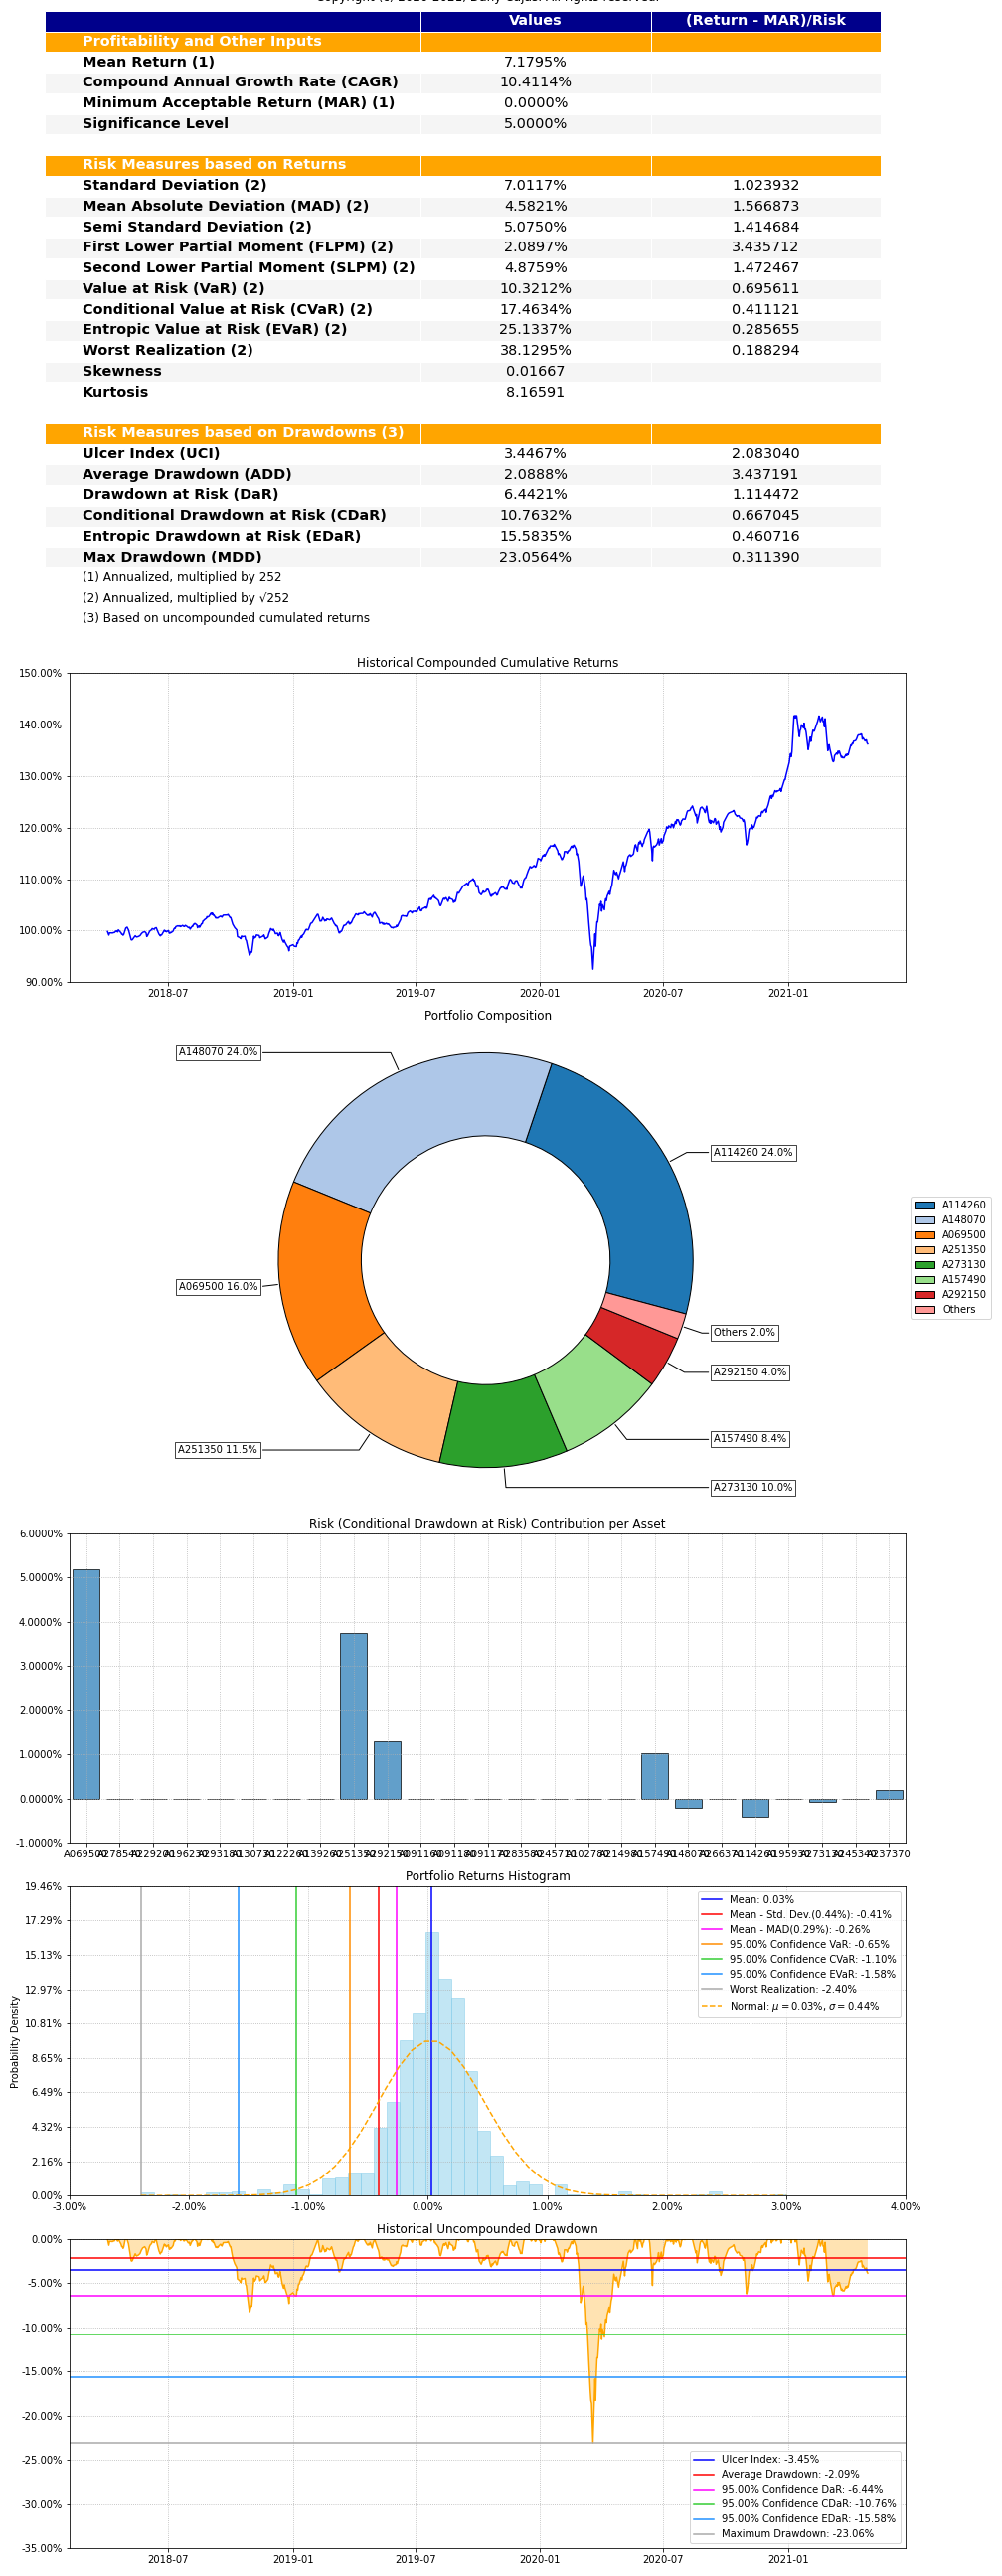 Copyright (c) 2020-2021, Dany Cajas. All rights reserved.
Values (Return - MAR)/Risk
Profitability and Other Inputs
Mean Return (1) 7.1795%
Compound Annual Growth Rate (CAGR) 10.4114%
Minimum Acceptable Return (MAR) (1) 0.0000%
Significance Level 5.0000%
Risk Measures based on Returns
Standard Deviation (2) 7.0117% 1.023932
Mean Absolute Deviation (MAD) (2) 4.5821% 1.566873
Semi Standard Deviation (2) 5.0750% 1.414684
First Lower Partial Moment (FLPM) (2) 2.0897% 3.435712
Second Lower Partial Moment (SLPM) (2) 4.8759% 1.472467
Value at Risk (VaR) (2) 10.3212% 0.695611
Conditional Value at Risk (CVaR) (2) 17.4634% 0.411121
Entropic Value at Risk (EVaR) (2) 25.1337% 0.285655
Worst Realization (2) 38.1295% 0.188294
Skewness 0.01667
Kurtosis 8.16591
Risk Measures based on Drawdowns (3)
Ulcer Index (UCI) 3.4467% 2.083040
Average Drawdown (ADD) 2.0888% 3.437191
Drawdown at Risk (DaR) 6.4421% 1.114472
Conditional Drawdown at Risk (CDaR) 10.7632% 0.667045
Entropic Drawdown at Risk (EDaR) 15.5835% 0.460716
Max Drawdown (MDD) 23.0564% 0.311390
(1) Annualized, multiplied by 252
(2) Annualized, multiplied by √252
(3) Based on uncompounded cumulated returns
Historical Compounded Cumulative Returns
150.00%
140.00%
130.00%
120.00%
110.00%
100.00%
90.00%
2018-07 2019-01 2019-07 2020-01 2020-07 2021-01
Portfolio Composition
A148070 24.0%
A114260 24.0%
A069500 16.0%
Others 2.0%
A292150 4.0%
A157490 8.4%
A251350 11.5%
A273130 10.0%
A114260
A148070
A069500
A251350
A273130
A157490
A292150
Others
Risk (Conditional Drawdown at Risk) Contribution per Asset
6.0000%
5.0000%
4.0000%
3.0000%
2.0000%
1.0000%
0.0000%
-1.0000%
Portfolio Returns Histogram
Probability Density
19.46%
17.29%
15.13%
12.97%
10.81%
8.65%
6.49%
4.32%
2.16%
0.00%
-3.00% -2.00% -1.00% 0.00% 1.00% 2.00% 3.00% 4.00%
Mean: 0.03%
Mean - Std. Dev.(0.44%): -0.41%
Mean - MAD(0.29%): -0.26%
95.00% Confidence VaR: -0.65%
95.00% Confidence CVaR: -1.10%
95.00% Confidence EVaR: -1.58%
Worst Realization: -2.40%
Normal: μ = 0.03%, σ = 0.44%
Historical Uncompounded Drawdown
0.00%
-5.00%
-10.00%
-15.00%
-20.00%
-25.00%
-30.00%
-35.00%
Ulcer Index: -3.45%
Average Drawdown: -2.09%
95.00% Confidence DaR: -6.44%
95.00% Confidence CDaR: -10.76%
95.00% Confidence EDaR: -15.58%
Maximum Drawdown: -23.06%
2018-07 2019-01 2019-07 2020-01 2020-07 2021-01